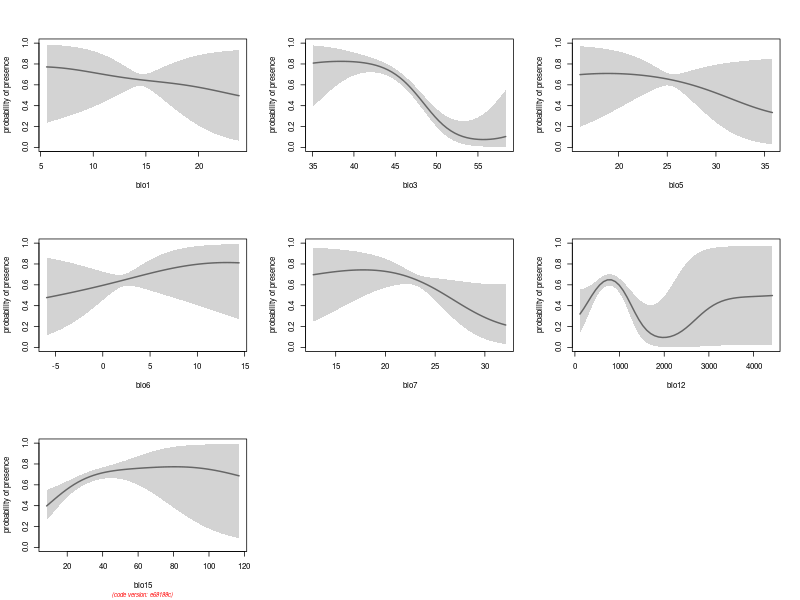 probability of presence
0.0 0.2 0.4 0.6 0.8 1.0
5 10 15 20
bio1
probability of presence
0.0 0.2 0.4 0.6 0.8 1.0
35 40 45 50 55
bio3
probability of presence
0.0 0.2 0.4 0.6 0.8 1.0
20 25 30 35
bio5
probability of presence
0.0 0.2 0.4 0.6 0.8 1.0
-5 0 5 10 15
bio6
probability of presence
0.0 0.2 0.4 0.6 0.8 1.0
15 20 25 30
bio7
probability of presence
0.0 0.2 0.4 0.6 0.8 1.0
0 1000 2000 3000 4000
bio12
probability of presence
0.0 0.2 0.4 0.6 0.8 1.0
20 40 60 80 100 120
bio15
(code version: